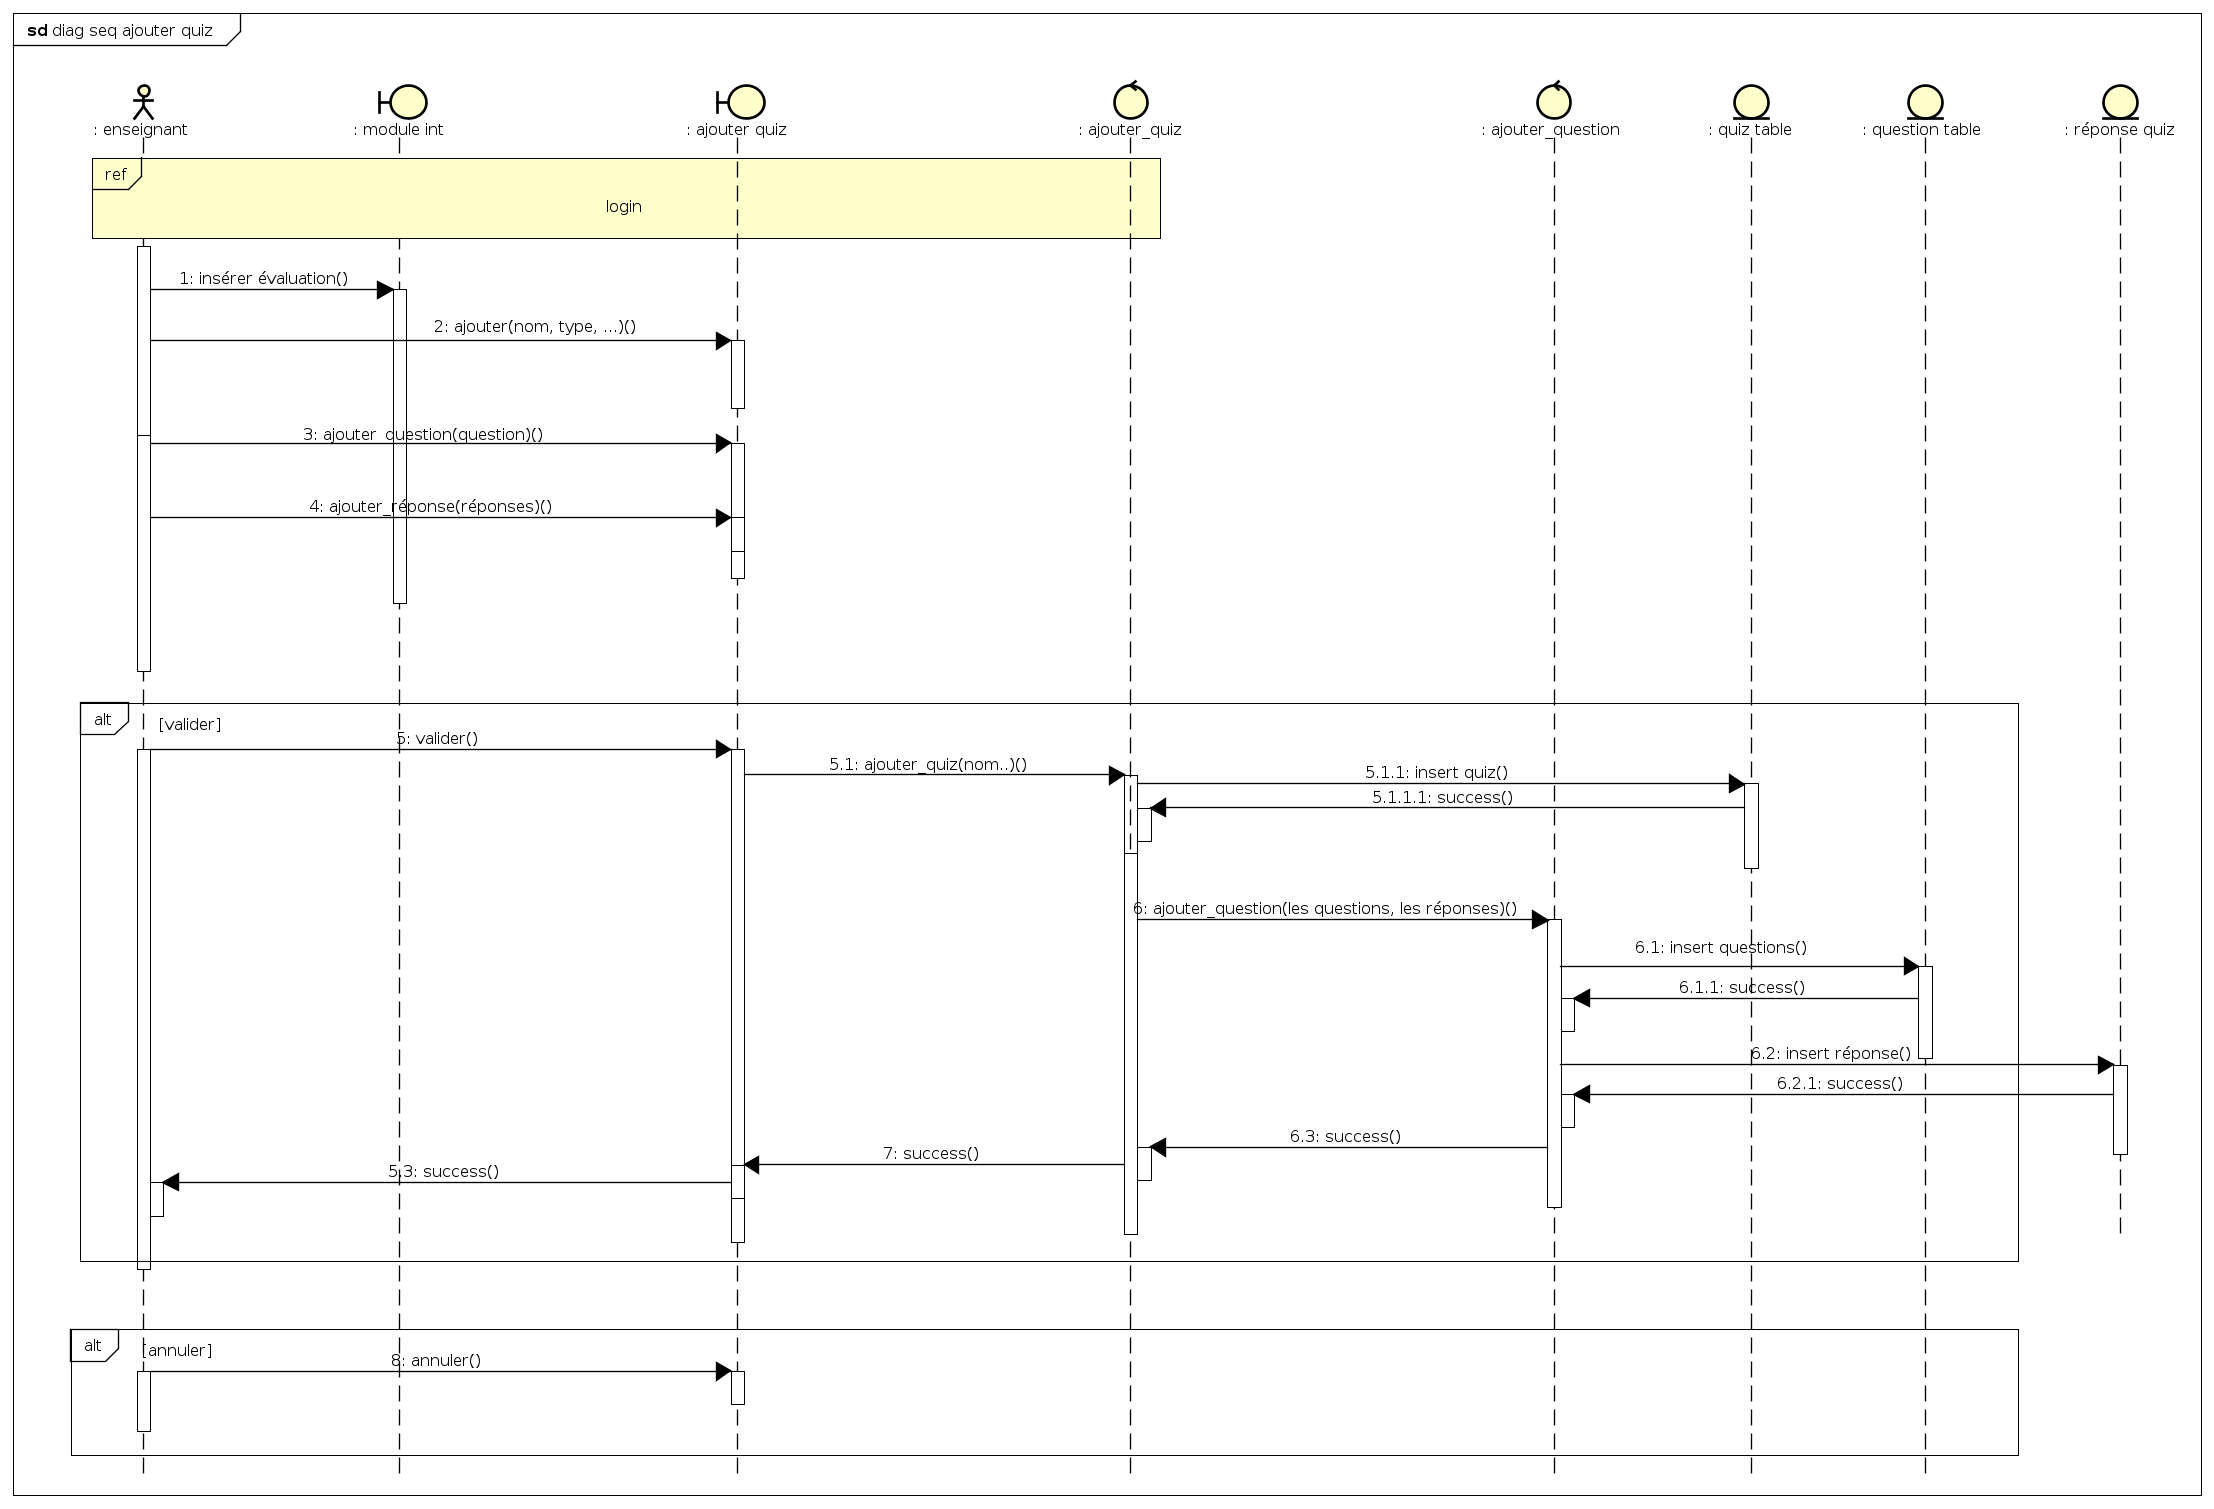 sd diag seq ajouter quiz
: enseignant
: module int
: ajouter quiz
: ajouter_quiz
: ajouter_question
: quiz table
: question table
: réponse quiz
ref
login
1: insérer évaluation()
2: ajouter(nom, type, ...)()
3: ajouter_question(question)()
4: ajouter_réponse(réponses)()
alt
[valider]
5: valider()
5.1: ajouter_quiz(nom..)()
5.1.1: insert quiz()
5.1.1.1: success()
6: ajouter_question(les questions, les réponses)()
6.1: insert questions()
6.1.1: success()
6.2: insert réponse()
6.2.1: success()
6.3: success()
7: success()
5.3: success()
alt
[annuler]
8: annuler()